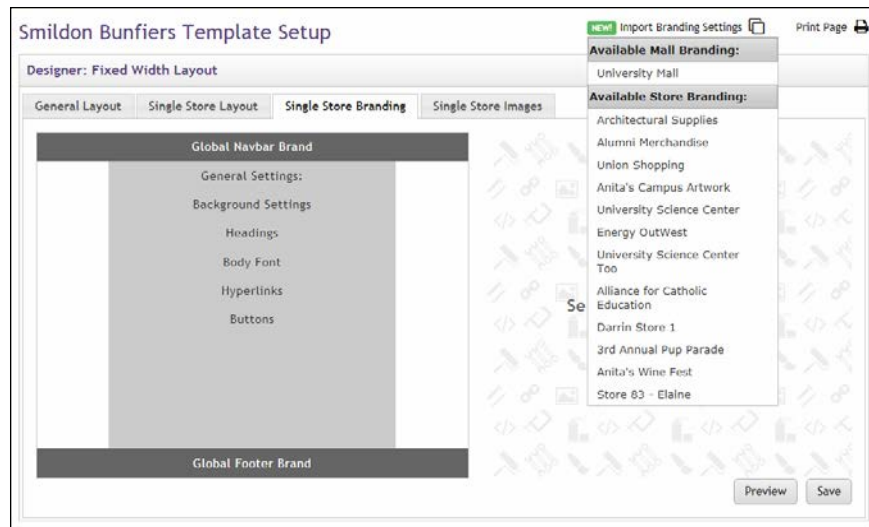 Smildon Bunfiers Template Setup
NEW! Import Branding Settings
Print Page
Designer: Fixed Width Layout
General Layout
Single Store Layout
Single Store Branding
Single Store Images
Global Navbar Brand
General Settings:
Background Settings
Headings
Body Font
Hyperlinks
Buttons
Global Footer Brand
Se
Available Mall Branding:
University Mall
Available Store Branding:
Architectural Supplies
Alumni Merchandise
Union Shopping
Anita's Campus Artwork
University Science Center
Energy OutWest
University Science Center
Too
Alliance for Catholic
Education
Darrin Store 1
3rd Annual Pup Parade
Anita's Wine Fest
Store 83 - Elaine
Preview
Save